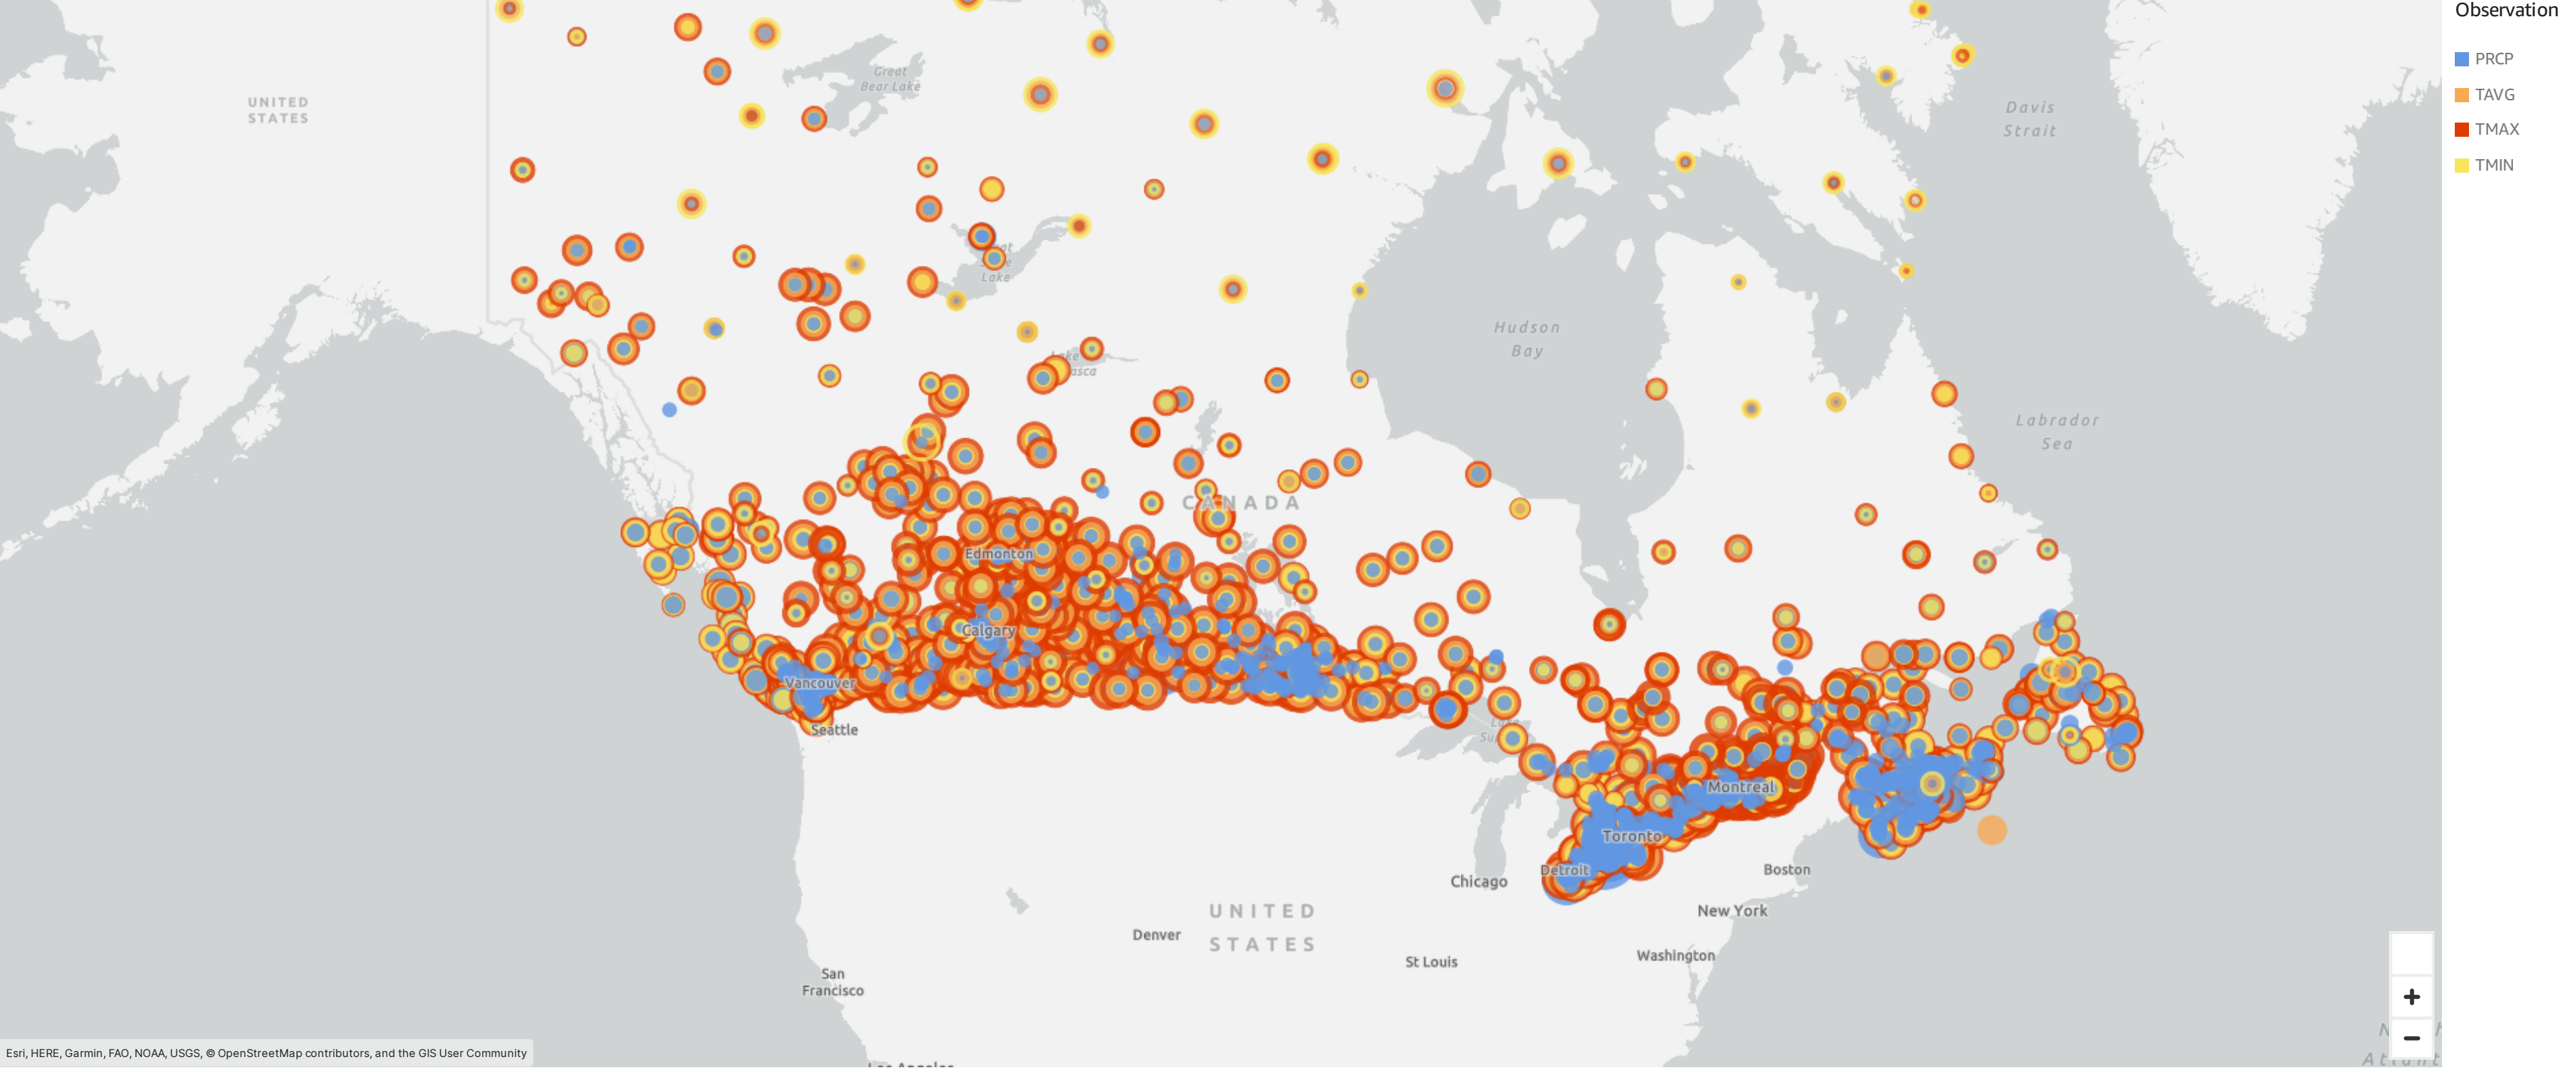 Observation
PRCP
TAVG
TMAX
TMIN
UNITED
STATES
Great
Bear Lake
Davis
Strait
Lake
Hudson
Bay
Lake
Labrador
Sea
CANADA
Edmonton
Calgary
Vancouver
Seattle
Montreal
Toronto
Detroit
Boston
Chicago
New York
UNITED
STATES
Denver
St Louis
Washington
San
Francisco
Esri, HERE, Garmin, FAO, NOAA, USGS, © OpenStreetMap contributors, and the GIS User Community
+
−